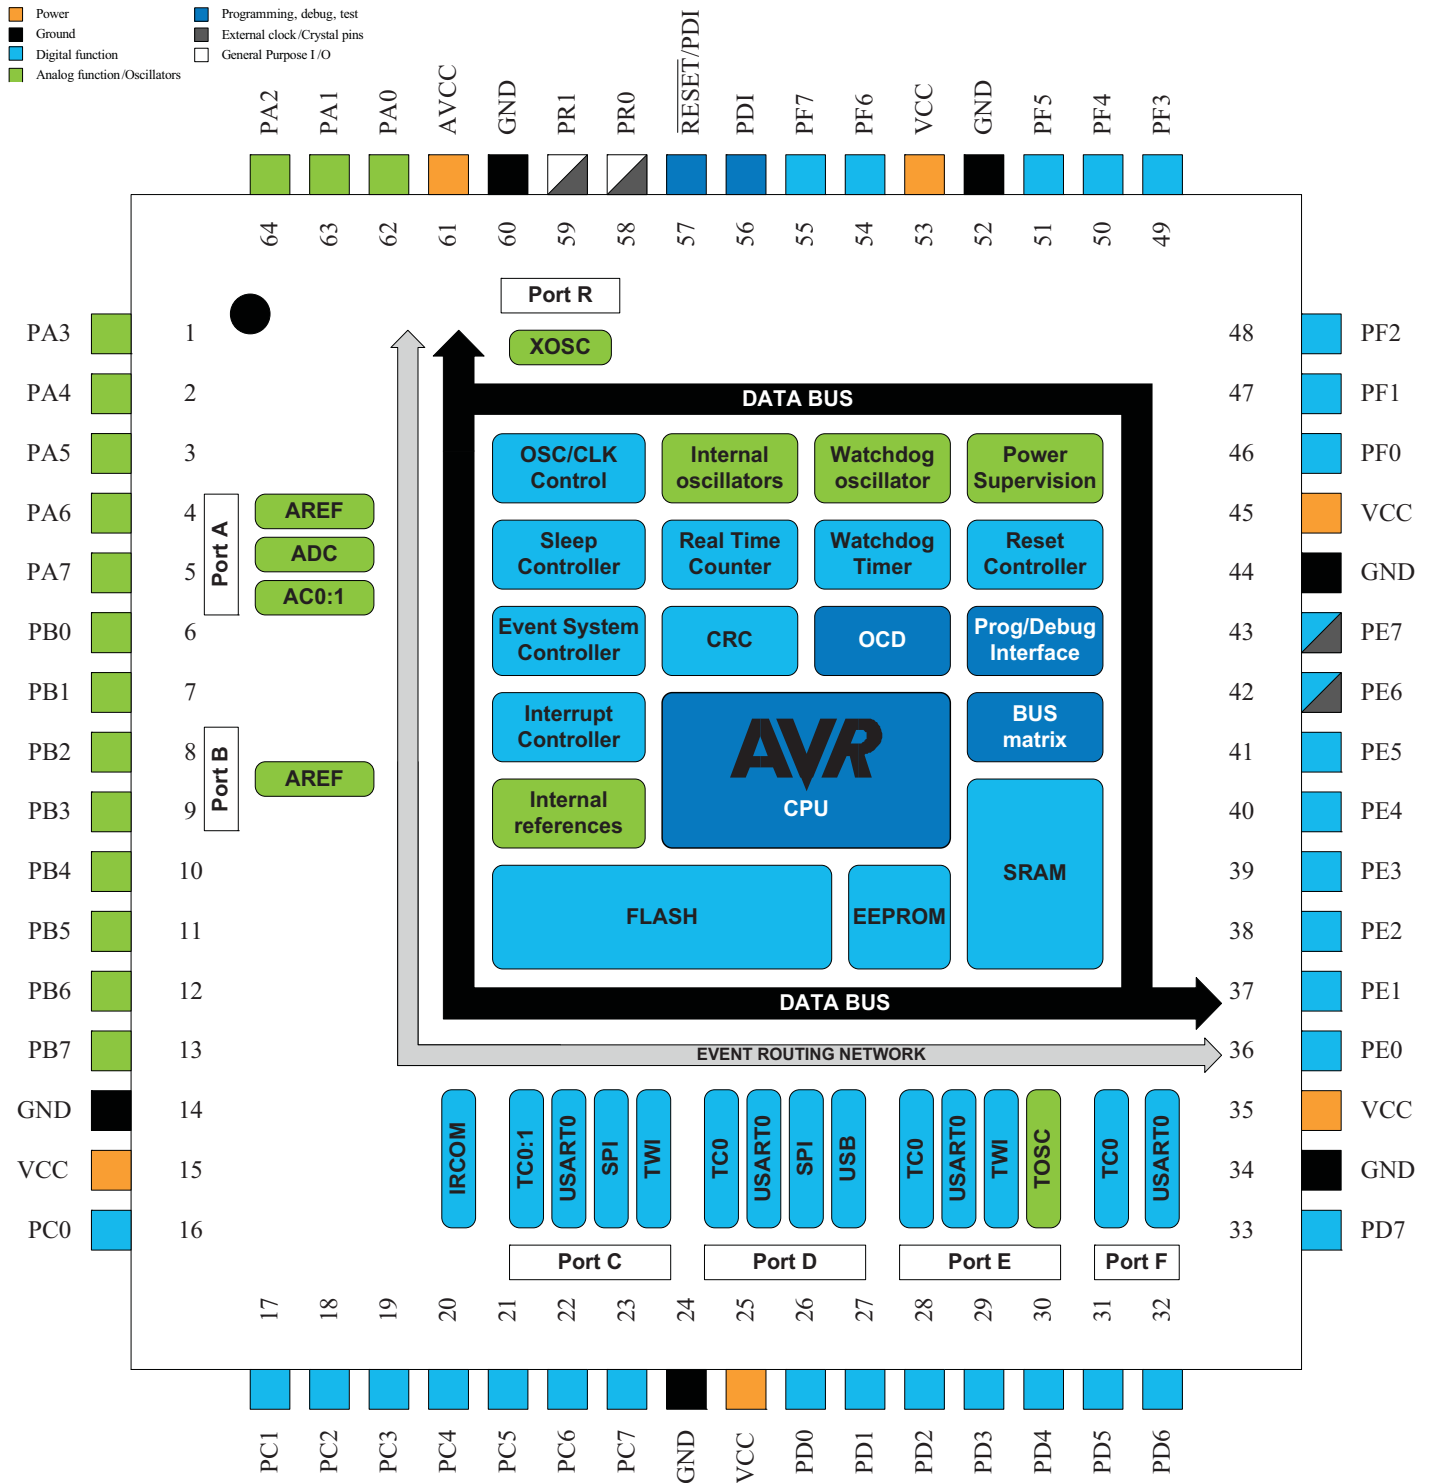 Power
Ground
Digital function
Analog function/Oscillators
Programming, debug, test
External clock/Crystal pins
General Purpose I/O
PA2
PA1
PA0
AVCC
GND
PR1
PR0
RESET/PDI
PDI
PF7
PF6
VCC
GND
PF5
PF4
PF3
64
63
62
61
60
59
58
57
56
55
54
53
52
51
50
49
PA3
PA4
PA5
PA6
PA7
PB0
PB1
PB2
PB3
PB4
PB5
PB6
PB7
GND
VCC
PC0
1
2
3
4
5
6
7
8
9
10
11
12
13
14
15
16
Port R
XOSC
Port A
AREF
ADC
AC0:1
Port B
AREF
DATA BUS
OSC/CLK
Control
Internal
oscillators
Watchdog
oscillator
Power
Supervision
Sleep
Controller
Real Time
Counter
Watchdog
Timer
Reset
Controller
Event System
Controller
CRC
OCD
Prog/Debug
Interface
Interrupt
Controller
AVR
CPU
BUS
matrix
Internal
references
SRAM
FLASH
EEPROM
DATA BUS
EVENT ROUTING NETWORK
IRCOM
TC0:1
USART0
SPI
TWI
TC0
USART0
SPI
USB
TC0
USART0
TWI
TOSC
TC0
USART0
Port C
Port D
Port E
Port F
48
47
46
45
44
43
42
41
40
39
38
37
36
35
34
33
PF2
PF1
PF0
VCC
GND
PE7
PE6
PE5
PE4
PE3
PE2
PE1
PE0
VCC
GND
PD7
17
18
19
20
21
22
23
24
25
26
27
28
29
30
31
32
PC1
PC2
PC3
PC4
PC5
PC6
PC7
GND
VCC
PD0
PD1
PD2
PD3
PD4
PD5
PD6